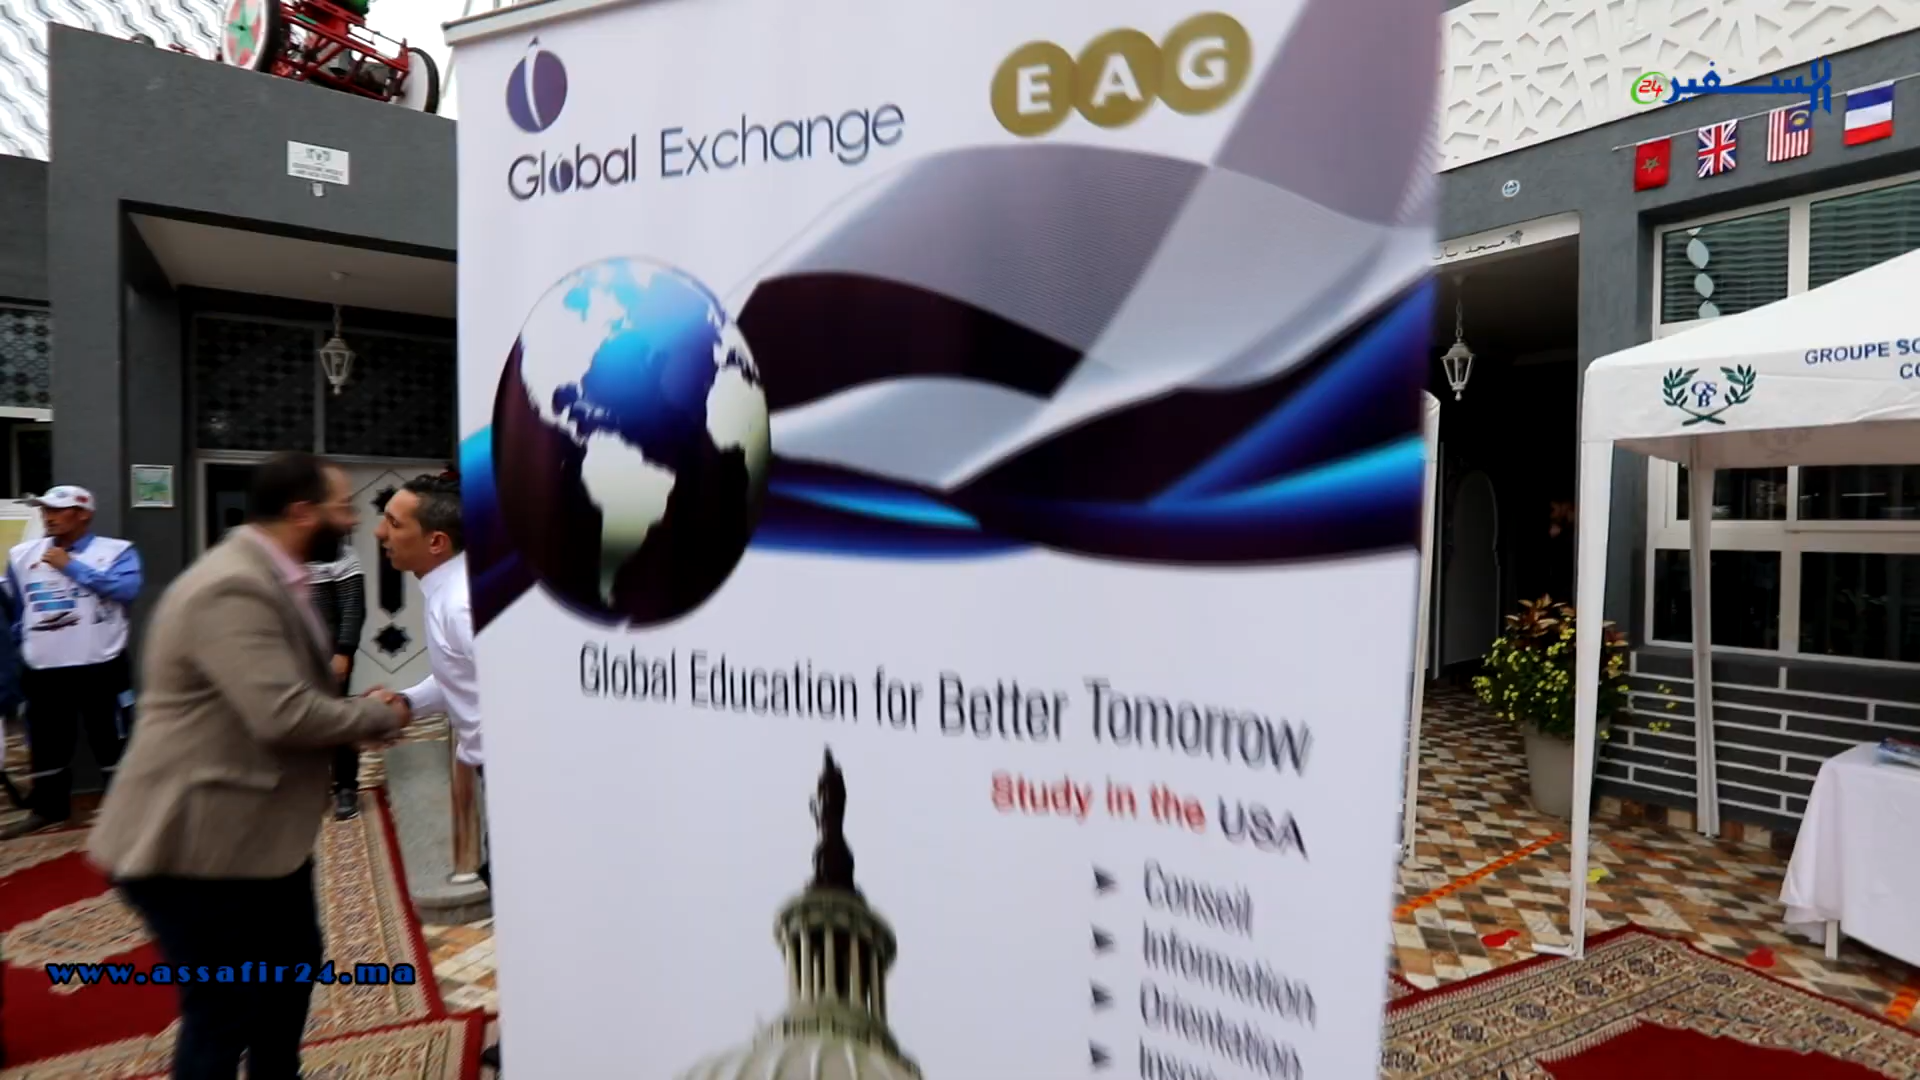 Global Exchange
EAG
Global Education for Better Tomorrow
Study in the USA
Conseil
Information
Orientation
السفير 24
GROUPE
GSB
www.assafir24.ma